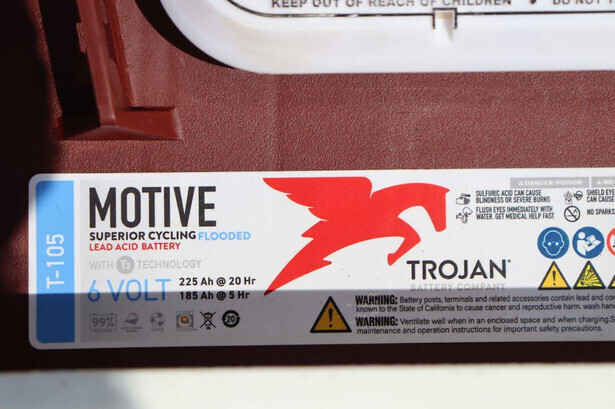 KEEP OUT OF REACH OF CHILDREN • DO NOT
T-105
MOTIVE
SUPERIOR CYCLING FLOODED
LEAD ACID BATTERY
WITH T2 TECHNOLOGY
6 VOLT 225 Ah @ 20 Hr
185 Ah @ 5 Hr
99%
20
TROJAN
BATTERY COMPANY
DANGER/POISON
SULFURIC ACID CAN CAUSE
BLINDNESS OR SEVERE BURNS
FLUSH EYES IMMEDIATELY WITH
WATER. GET MEDICAL HELP FAST
SHIELD EYE
CAN CAUSE
NO SPARKS
WARNING: Battery posts, terminals and related accessories contain lead and co
known to the State of California to cause cancer and reproductive harm. wash han
WARNING: Ventilate well when in an enclosed space and when charging.S
maintenance and operation instructions for important safety precautions.